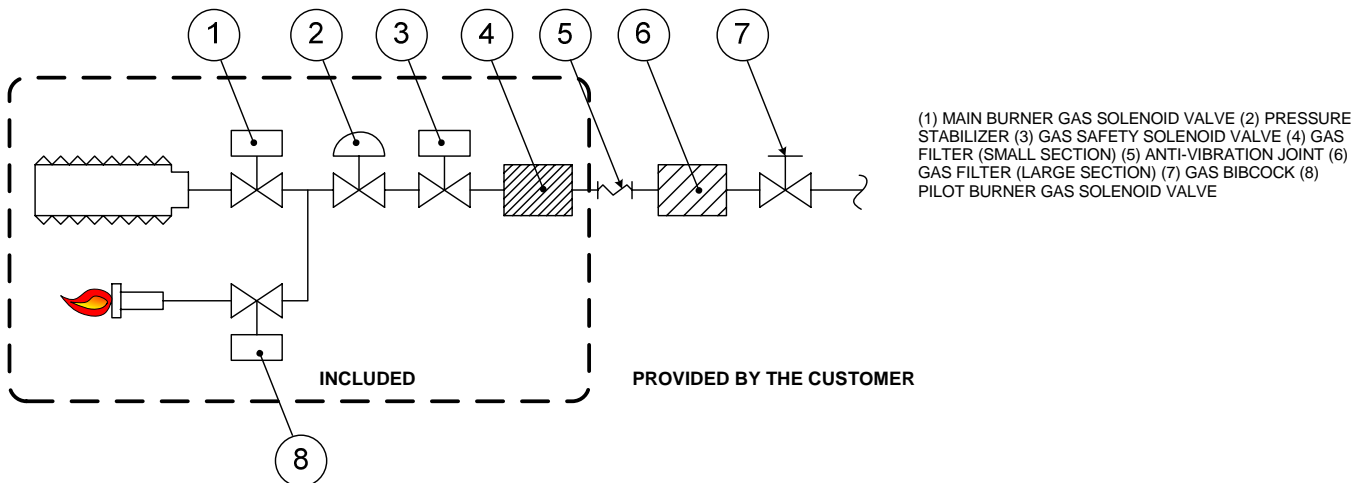 1 2 3 4 5 6 7
(1) MAIN BURNER GAS SOLENOID VALVE (2) PRESSURE
STABILIZER (3) GAS SAFETY SOLENOID VALVE (4) GAS
FILTER (SMALL SECTION) (5) ANTI-VIBRATION JOINT (6)
GAS FILTER (LARGE SECTION) (7) GAS BIBCOCK (8)
PILOT BURNER GAS SOLENOID VALVE
INCLUDED
PROVIDED BY THE CUSTOMER
8